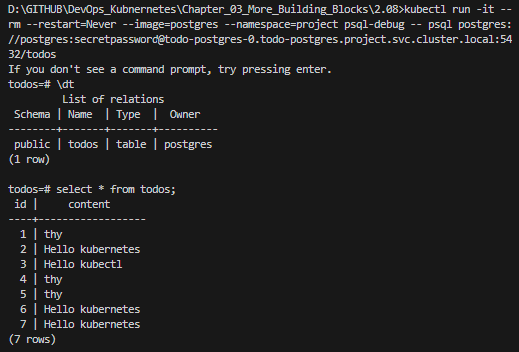 D:\GITHUB\DevOps_Kubnernetes\Chapter_03_More_Building_Blocks\2.08>kubectl run -it --
rm --restart=Never --image=postgres --namespace=project psql-debug -- psql postgres:
//postgres:secretpassword@todo-postgres-0.todo-postgres.project.svc.cluster.local:54
32/todos
If you don't see a command prompt, try pressing enter.
todos=# \dt
         List of relations
 Schema | Name  | Type  |  Owner
--------+-------+-------+----------
 public | todos | table | postgres
(1 row)

todos=# select * from todos;
 id |     content
----+------------------
  1 | thy
  2 | Hello kubernetes
  3 | Hello kubectl
  4 | thy
  5 | thy
  6 | Hello kubernetes
  7 | Hello kubernetes
(7 rows)